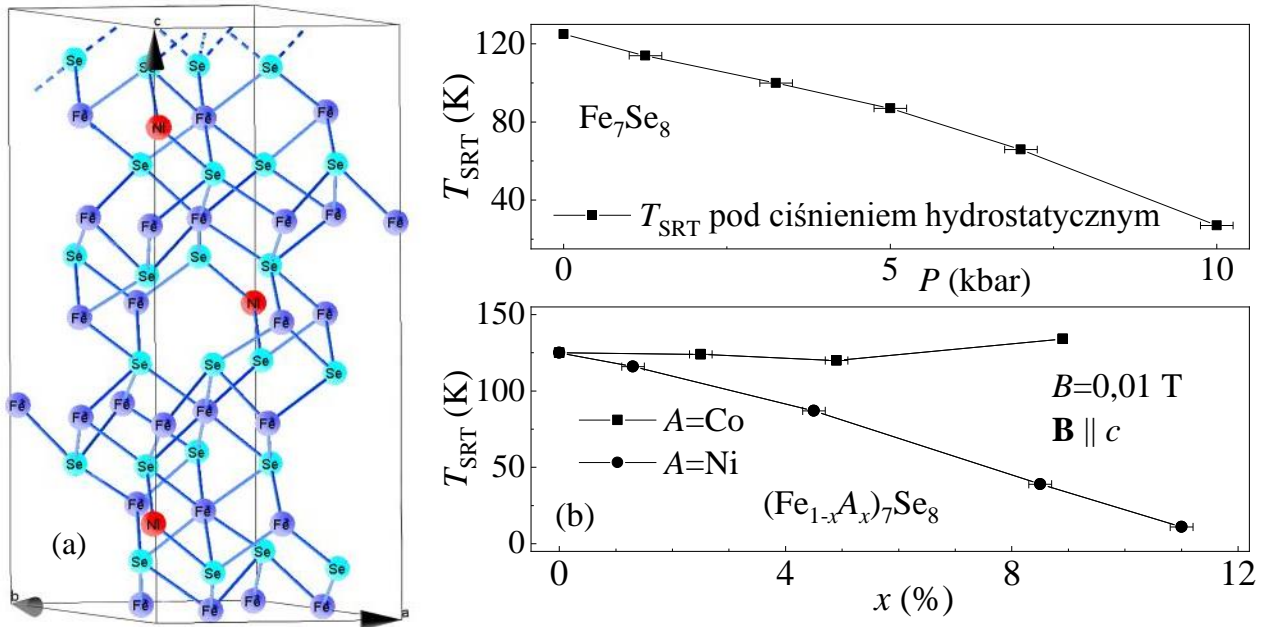 c
Se
Se
Se
Se
Fe
Ni
Fe
Fe
Se
Se
Se
Se
Fe
Fe
Fe
Fe
Fe
Se
Se
Se
Se
Fe
Fe
Ni
Fe
Fe
Se
Se
Se
Se
Fe
Fe
Fe
Fe
Fe
Fe
Se
Se
Se
Se
Fe
Ni
Fe
Fe
(a)
Se
Se
Se
Se
b
Fe
Fe
Fe
Fe
a
T_SRT (K)
120
80
40
Fe7Se8
T_SRT pod ciśnieniem hydrostatycznym
0 5 10
P (kbar)
T_SRT (K)
150
100
50
0
B=0,01 T
B || c
A=Co
A=Ni
(b)
(Fe1-xAx)7Se8
0 4 8 12
x (%)